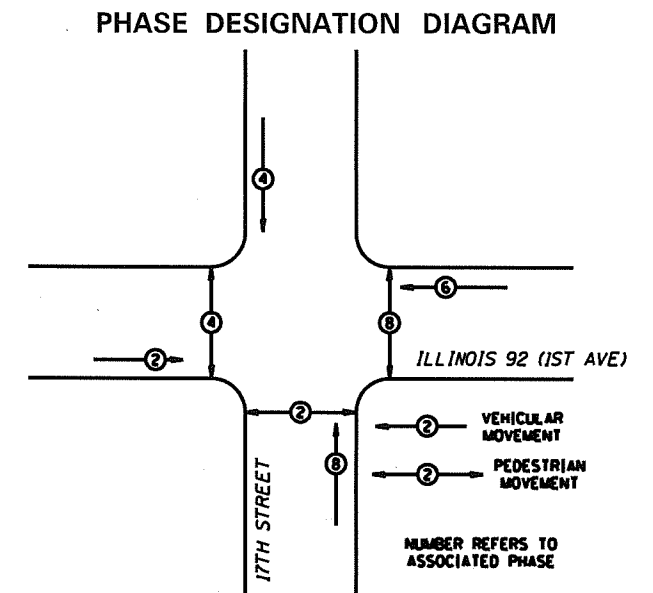 PHASE DESIGNATION DIAGRAM
4
6
4
8
2
ILLINOIS 92 (1ST AVE)
2
2
VEHICULAR
MOVEMENT
8
2
PEDESTRIAN
MOVEMENT
17TH STREET
NUMBER REFERS TO
ASSOCIATED PHASE